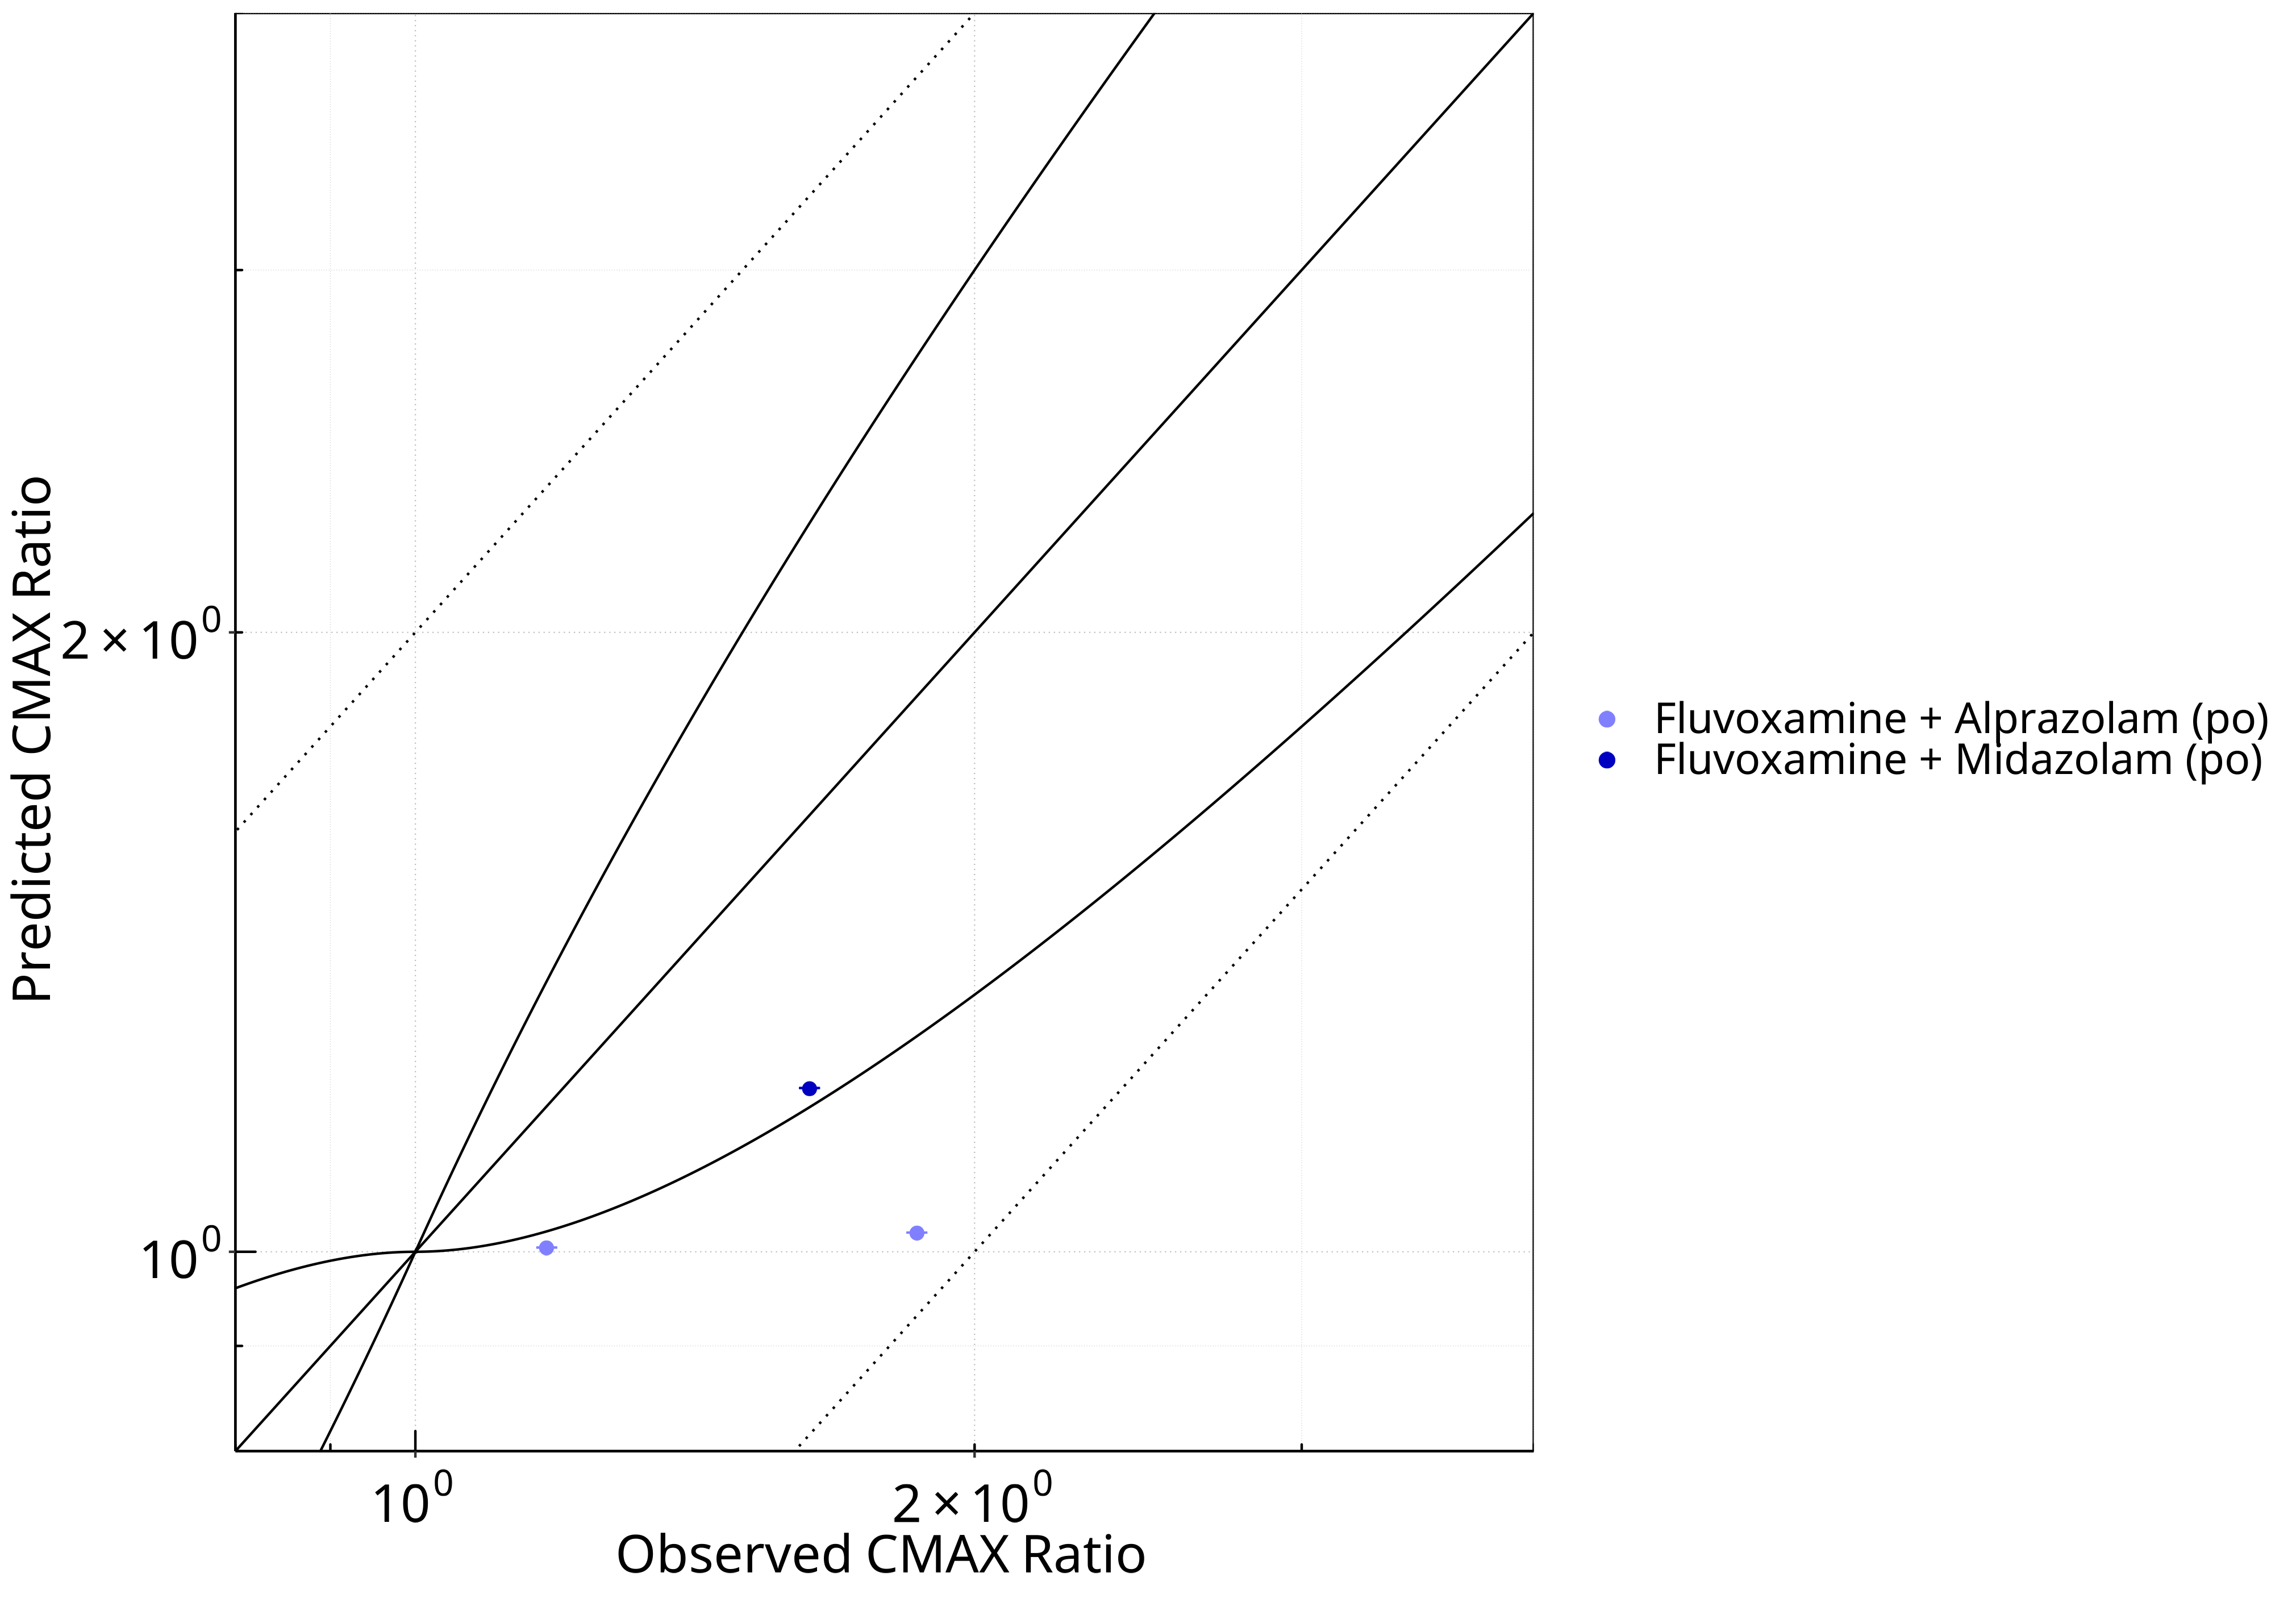 Predicted CMAX Ratio
2 × 10⁰
10⁰
10⁰
2 × 10⁰
Observed CMAX Ratio
Fluvoxamine + Alprazolam (po)
Fluvoxamine + Midazolam (po)